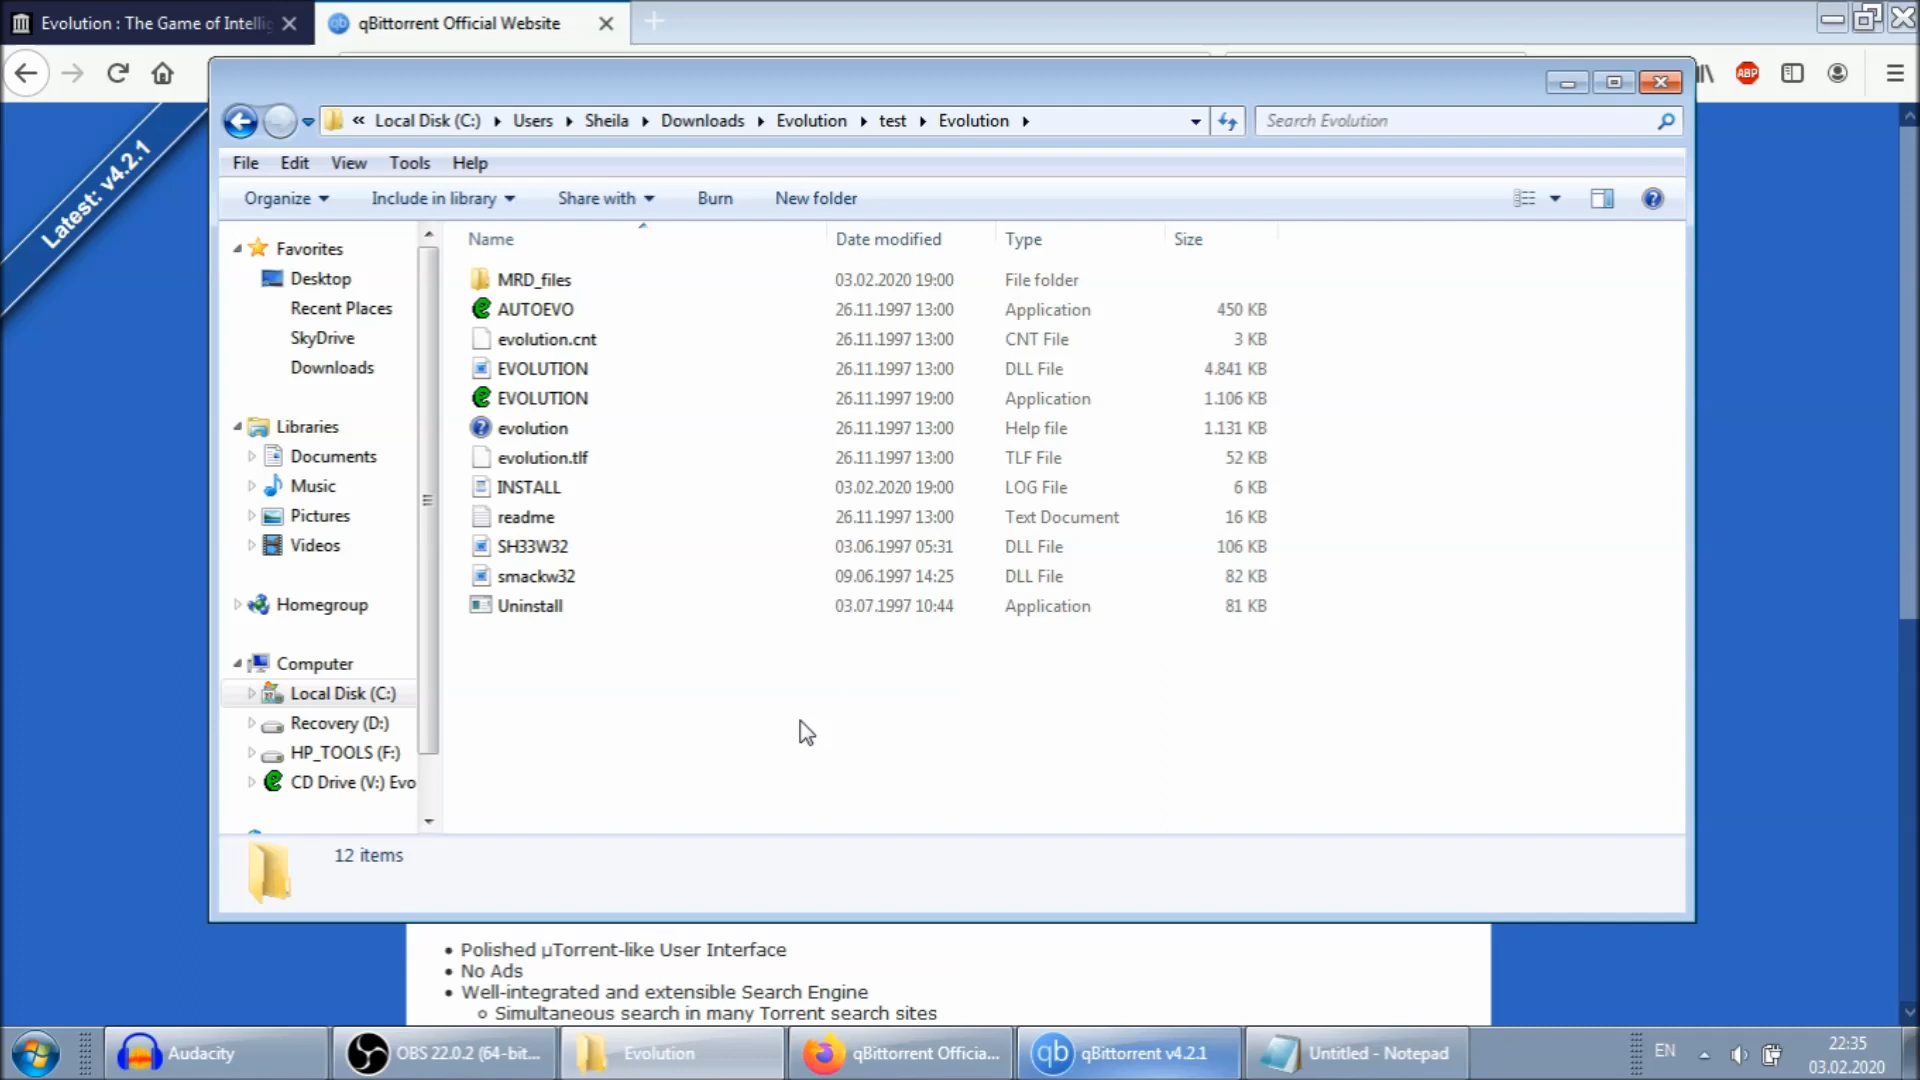 Evolution : The Game of Intellig
qBittorrent Official Website
ABP
Latest: v4.2.1
« Local Disk (C:) Users Sheila Downloads Evolution test Evolution
Search Evolution
File Edit View Tools Help
Organize Include in library Share with Burn New folder
Name Date modified Type Size
MRD_files 03.02.2020 19:00 File folder
AUTOEVO 26.11.1997 13:00 Application 450 KB
evolution.cnt 26.11.1997 13:00 CNT File 3 KB
EVOLUTION 26.11.1997 13:00 DLL File 4.841 KB
EVOLUTION 26.11.1997 19:00 Application 1.106 KB
evolution 26.11.1997 13:00 Help file 1.131 KB
evolution.tlf 26.11.1997 13:00 TLF File 52 KB
INSTALL 03.02.2020 19:00 LOG File 6 KB
readme 26.11.1997 13:00 Text Document 16 KB
SH33W32 03.06.1997 05:31 DLL File 106 KB
smackw32 09.06.1997 14:25 DLL File 82 KB
Uninstall 03.07.1997 10:44 Application 81 KB
Favorites
Desktop
Recent Places
SkyDrive
Downloads
Libraries
Documents
Music
Pictures
Videos
Homegroup
Computer
Local Disk (C:)
Recovery (D:)
HP_TOOLS (F:)
CD Drive (V:) Evo
12 items
• Polished µTorrent-like User Interface
• No Ads
• Well-integrated and extensible Search Engine
Simultaneous search in many Torrent search sites
Audacity
OBS 22.0.2 (64-bit...
Evolution
qBittorrent Officia...
qb qBittorrent v4.2.1
Untitled - Notepad
EN
22:35
03.02.2020